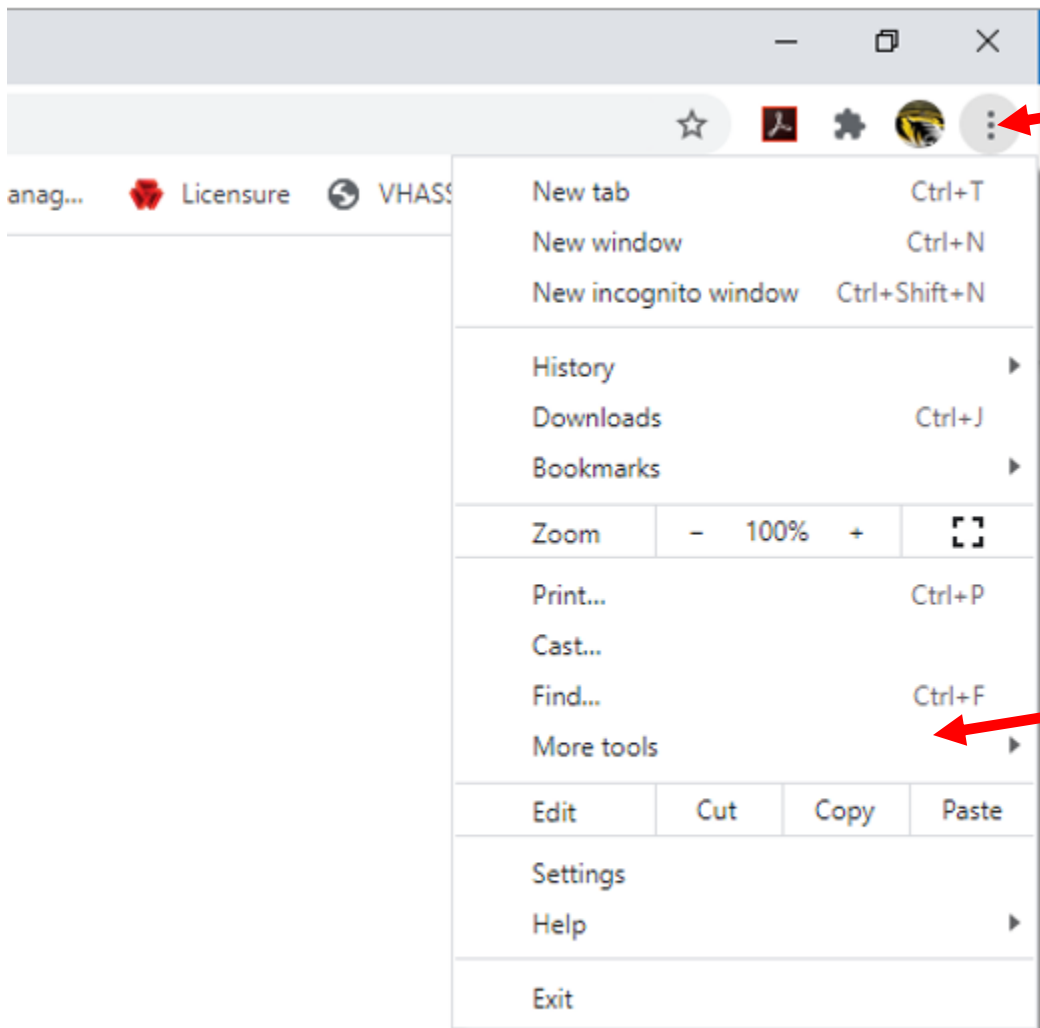 anag... Licensure VHASS
New tab Ctrl+T
New window Ctrl+N
New incognito window Ctrl+Shift+N
History
Downloads Ctrl+J
Bookmarks
Zoom - 100% +
Print... Ctrl+P
Cast...
Find... Ctrl+F
More tools
Edit Cut Copy Paste
Settings
Help
Exit